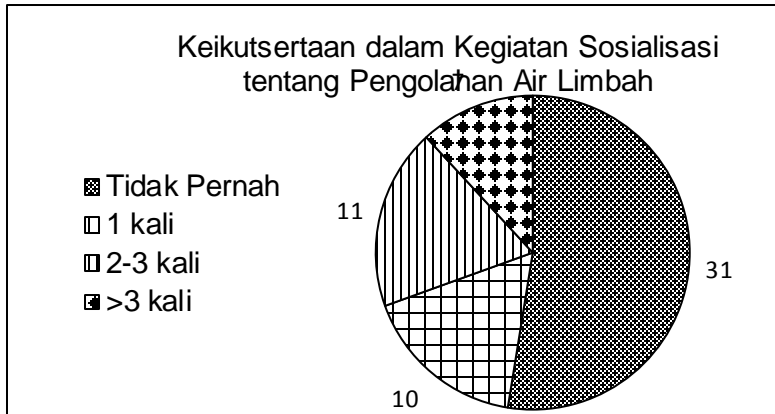 Keikutsertaan dalam Kegiatan Sosialisasi
tentang Pengolahan Air Limbah
7
Tidak Pernah
1 kali
2-3 kali
>3 kali
11
31
10